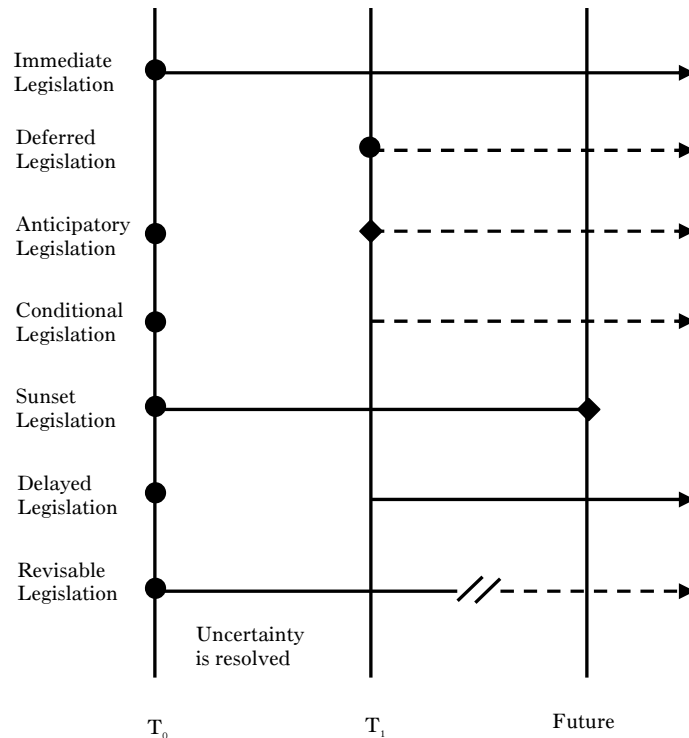 Immediate
Legislation
Deferred
Legislation
Anticipatory
Legislation
Conditional
Legislation
Sunset
Legislation
Delayed
Legislation
Revisable
Legislation
Uncertainty
is resolved
T₀ T₁ Future